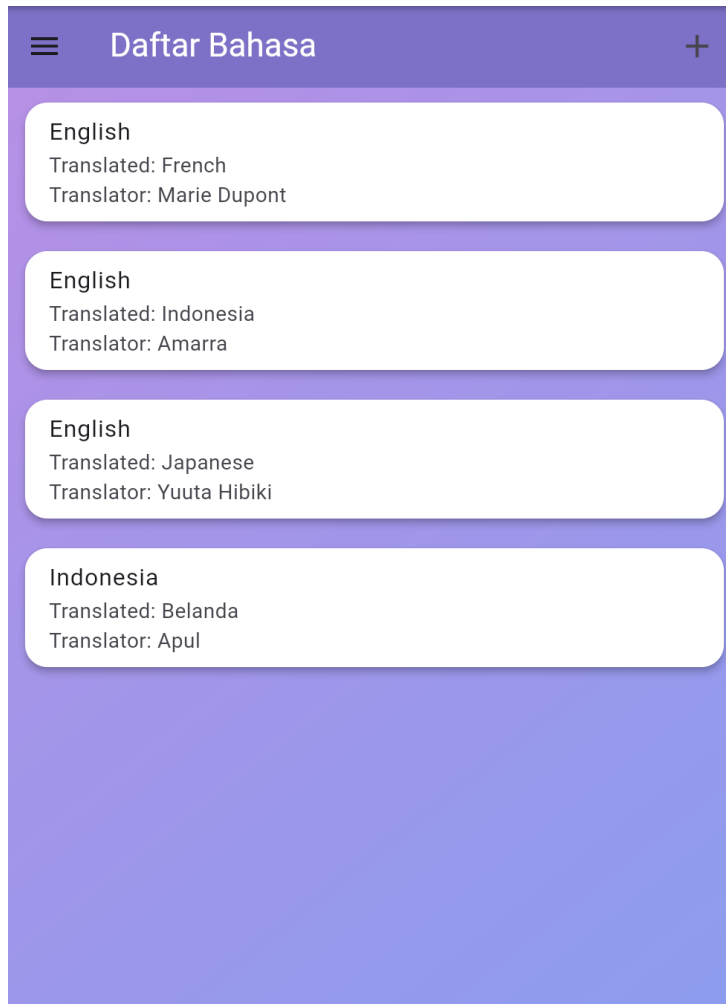 Daftar Bahasa
English
Translated: French
Translator: Marie Dupont
English
Translated: Indonesia
Translator: Amarra
English
Translated: Japanese
Translator: Yuuta Hibiki
Indonesia
Translated: Belanda
Translator: Apul